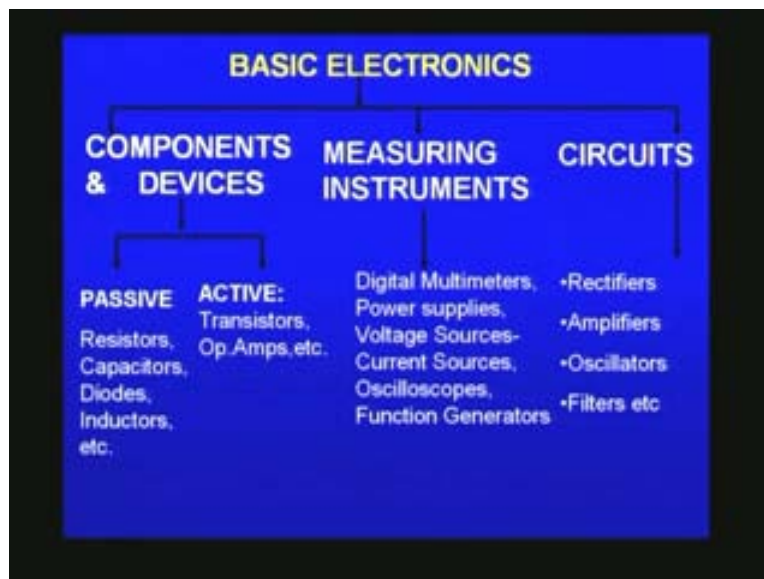 BASIC ELECTRONICS
COMPONENTS
& DEVICES
MEASURING
INSTRUMENTS
CIRCUITS
PASSIVE
Resistors,
Capacitors,
Diodes,
Inductors,
etc.
ACTIVE:
Transistors,
Op.Amps,etc.
Digital Multimeters,
Power supplies,
Voltage Sources-
Current Sources,
Oscilloscopes,
Function Generators
•Rectifiers
•Amplifiers
•Oscillators
•Filters etc